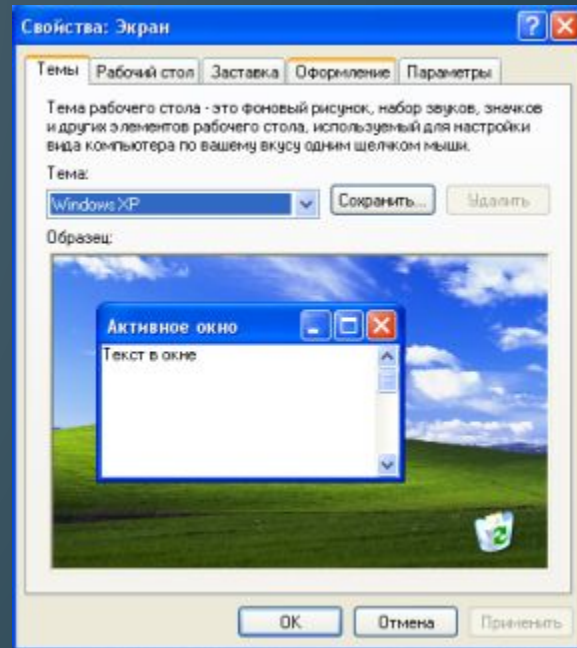 Свойства: Экран
Темы Рабочий стол Заставка Оформление Параметры
Тема рабочего стола - это фоновый рисунок, набор звуков, значков
и других элементов рабочего стола, используемый для настройки
вида компьютера по вашему вкусу одним щелчком мыши.
Тема:
Windows XP Сохранить... Удалить
Образец:
Активное окно
Текст в окне
OK Отмена Применить